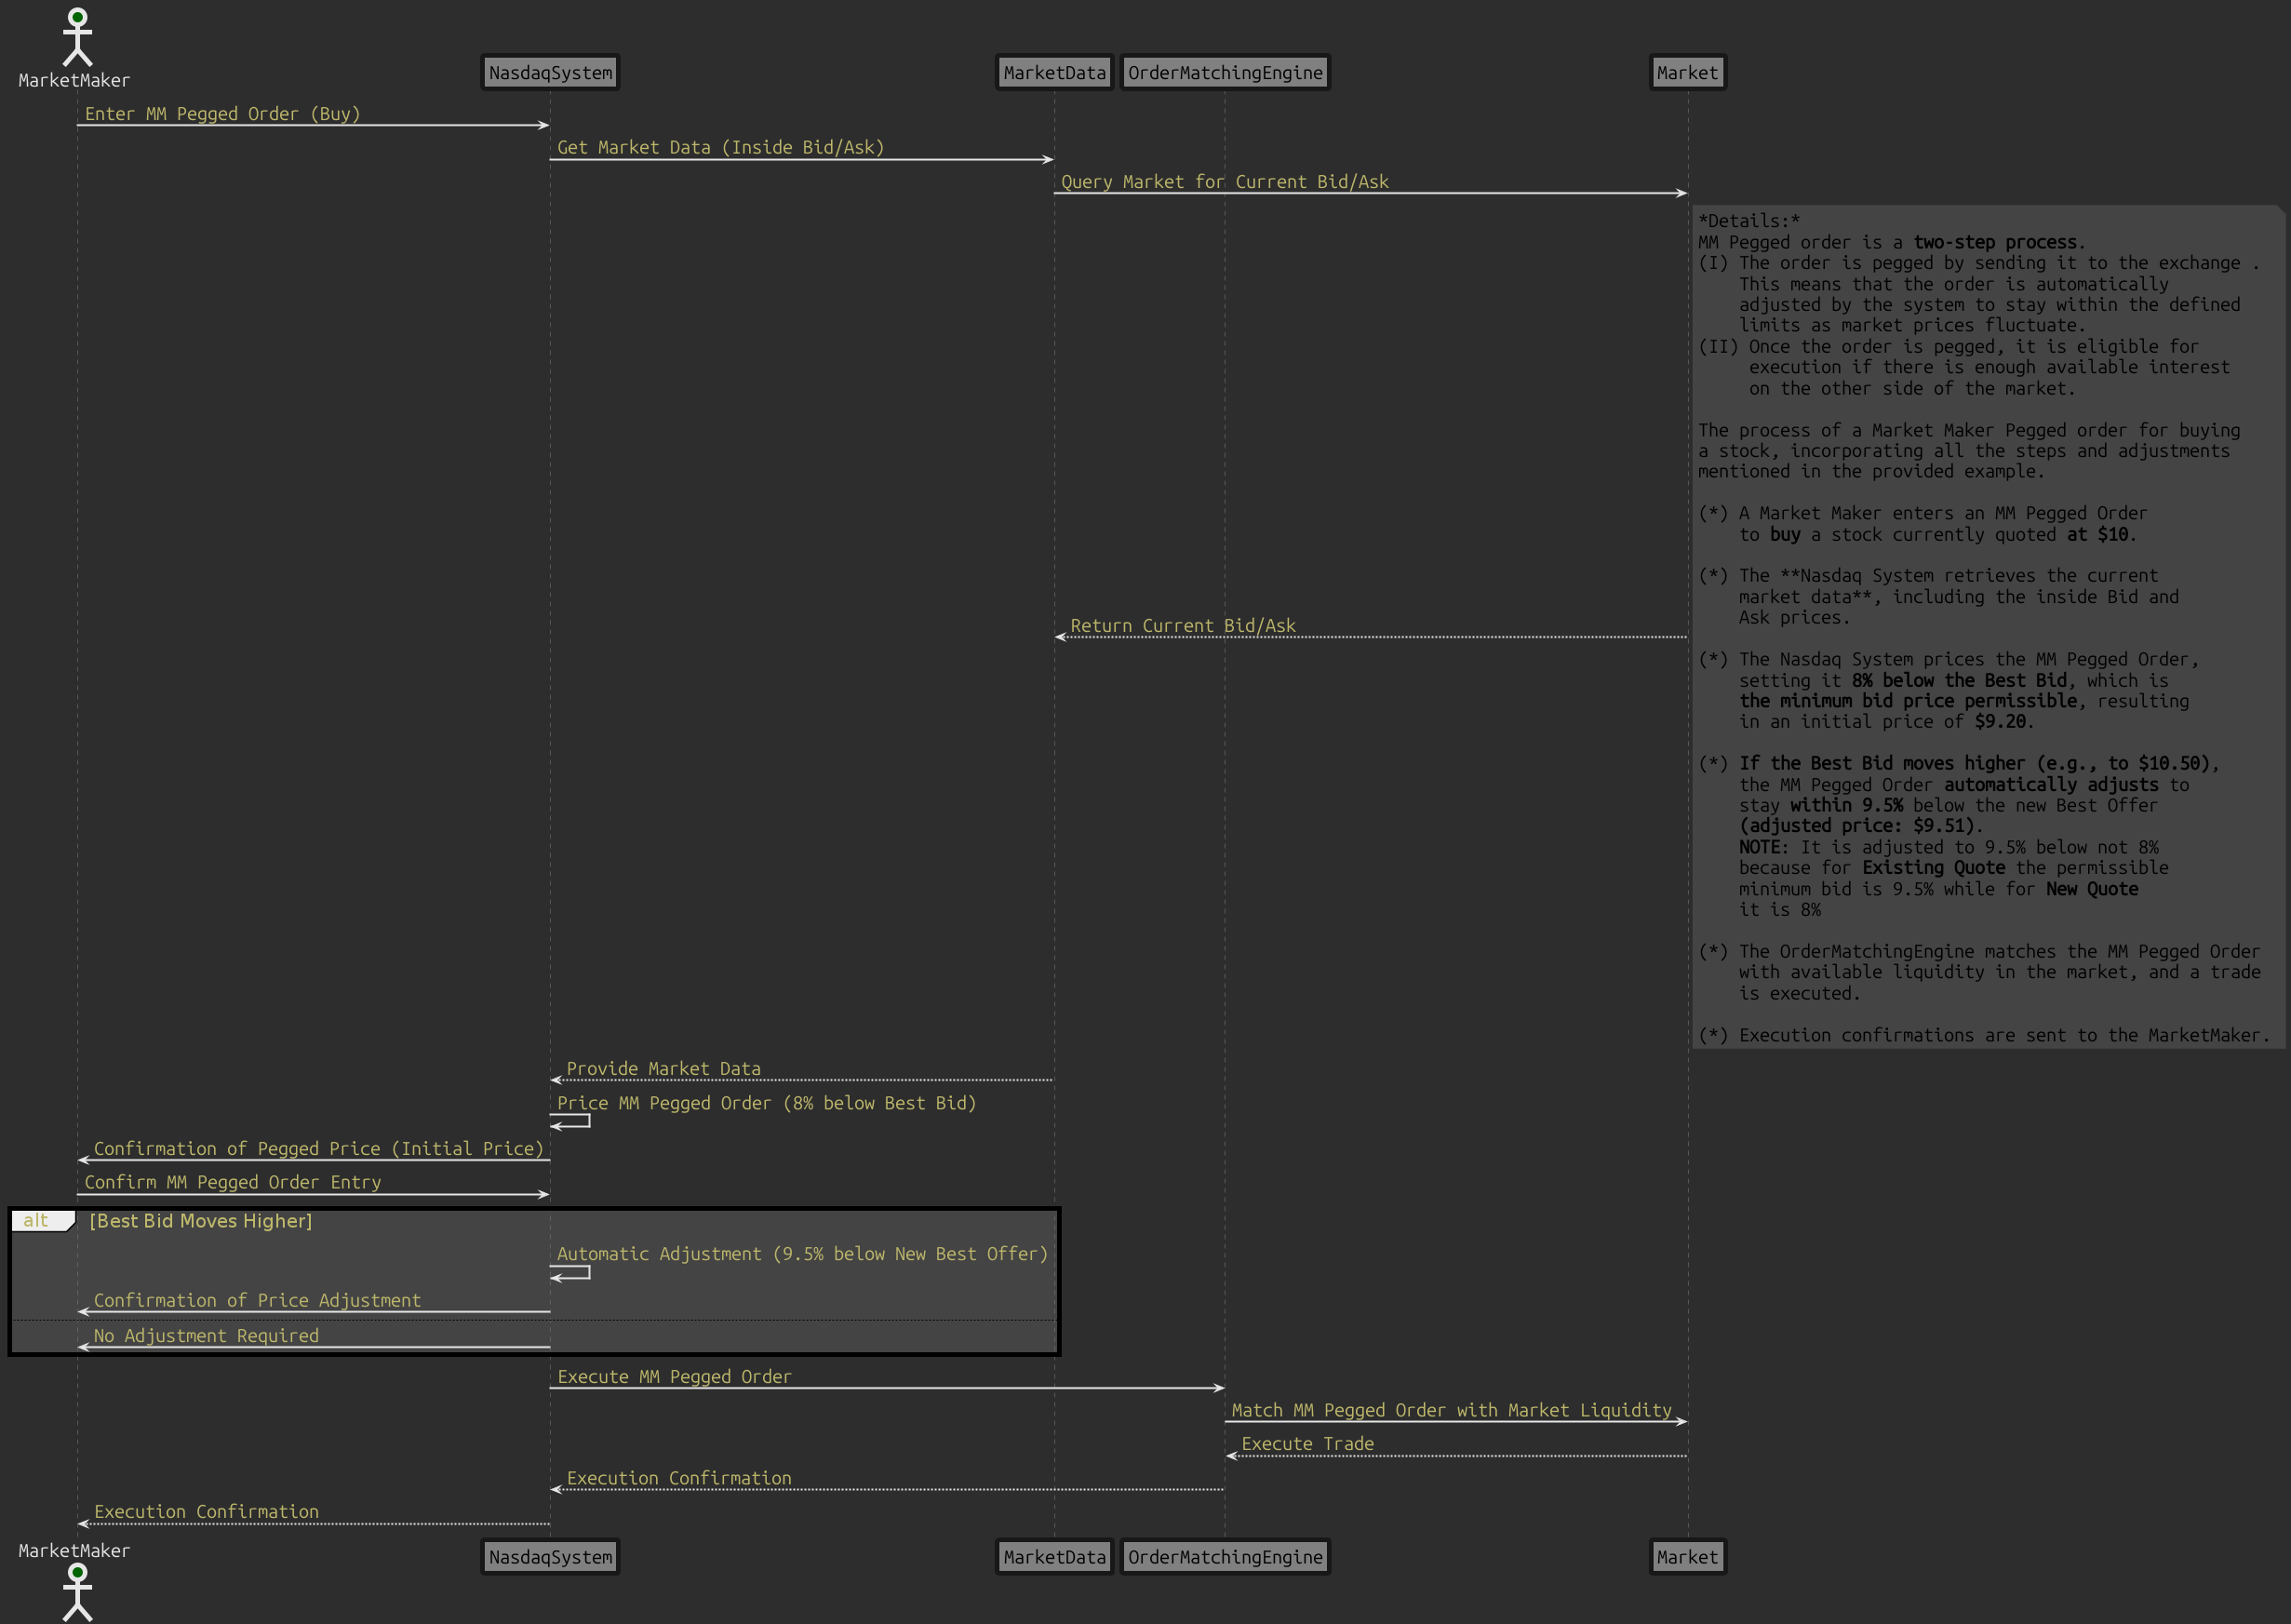 MarketMaker
NasdaqSystem
MarketData
OrderMatchingEngine
Market
Enter MM Pegged Order (Buy)
Get Market Data (Inside Bid/Ask)
Query Market for Current Bid/Ask
*Details:*
MM Pegged order is a two-step process.
(I) The order is pegged by sending it to the exchange .
This means that the order is automatically
adjusted by the system to stay within the defined
limits as market prices fluctuate.
(II) Once the order is pegged, it is eligible for
execution if there is enough available interest
on the other side of the market.
The process of a Market Maker Pegged order for buying
a stock, incorporating all the steps and adjustments
mentioned in the provided example.
(*) A Market Maker enters an MM Pegged Order
to buy a stock currently quoted at $10.
(*) The **Nasdaq System retrieves the current
market data**, including the inside Bid and
Ask prices.
(*) The Nasdaq System prices the MM Pegged Order,
setting it 8% below the Best Bid, which is
the minimum bid price permissible, resulting
in an initial price of $9.20.
(*) If the Best Bid moves higher (e.g., to $10.50),
the MM Pegged Order automatically adjusts to
stay within 9.5% below the new Best Offer
(adjusted price: $9.51).
NOTE: It is adjusted to 9.5% below not 8%
because for Existing Quote the permissible
minimum bid is 9.5% while for New Quote
it is 8%
(*) The OrderMatchingEngine matches the MM Pegged Order
with available liquidity in the market, and a trade
is executed.
(*) Execution confirmations are sent to the MarketMaker.
Return Current Bid/Ask
Provide Market Data
Price MM Pegged Order (8% below Best Bid)
Confirmation of Pegged Price (Initial Price)
Confirm MM Pegged Order Entry
alt [Best Bid Moves Higher]
Automatic Adjustment (9.5% below New Best Offer)
Confirmation of Price Adjustment
No Adjustment Required
Execute MM Pegged Order
Match MM Pegged Order with Market Liquidity
Execute Trade
Execution Confirmation
Execution Confirmation
MarketMaker
NasdaqSystem
MarketData
OrderMatchingEngine
Market